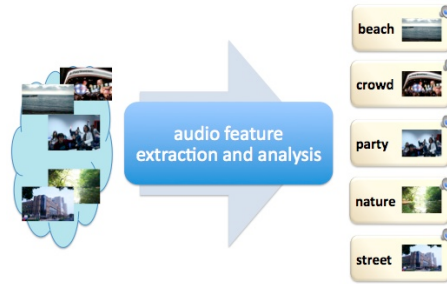 beach
crowd
audio feature
extraction and analysis
party
nature
street